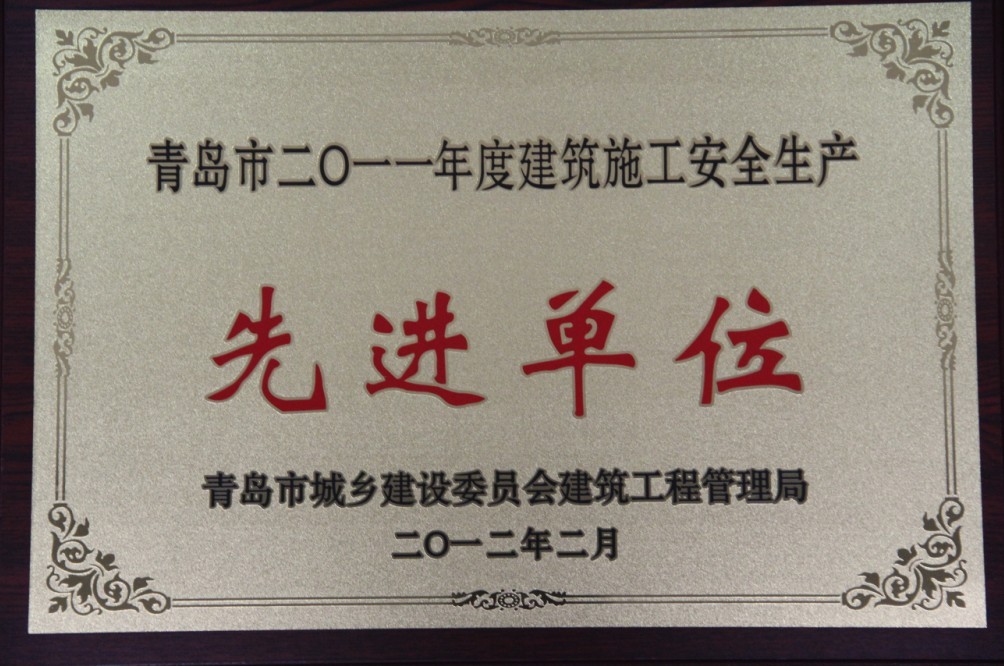 青岛市二〇一一年度建筑施工安全生产
先进单位
青岛市城乡建设委员会建筑工程管理局
二〇一二年二月